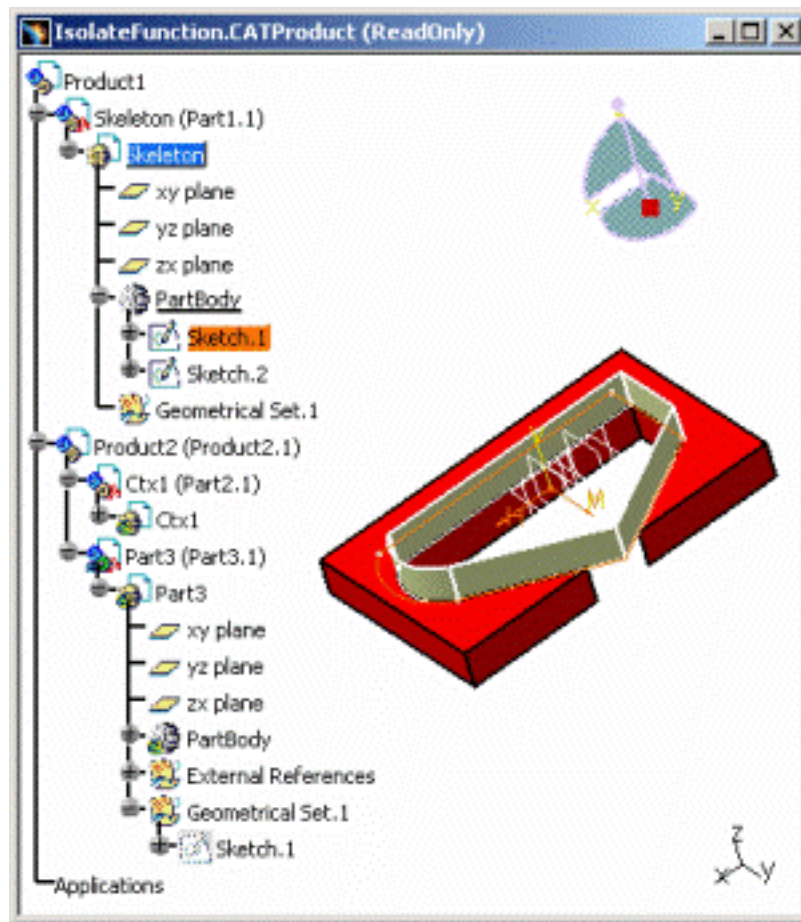 IsolateFunction.CATProduct (ReadOnly)
Product1
Skeleton (Part1.1)
Skeleton
xy plane
yz plane
zx plane
PartBody
Sketch.1
Sketch.2
Geometrical Set.1
Product2 (Product2.1)
Ctx1 (Part2.1)
Ctx1
Part3 (Part3.1)
Part3
xy plane
yz plane
zx plane
PartBody
External References
Geometrical Set.1
Sketch.1
Applications
x
y
M
z
x
y